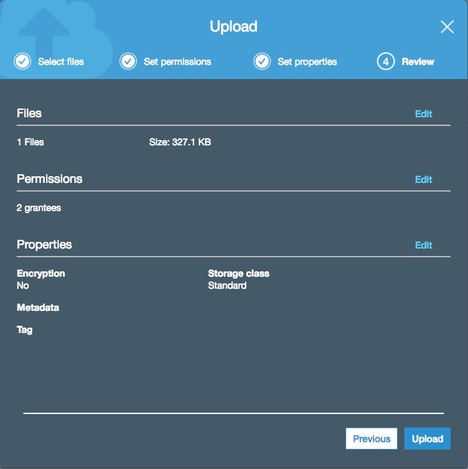 Upload
Select files
Set permissions
Set properties
4 Review
Files Edit
1 Files Size: 327.1 KB
Permissions Edit
2 grantees
Properties Edit
Encryption Storage class
No Standard
Metadata
Tag
Previous Upload